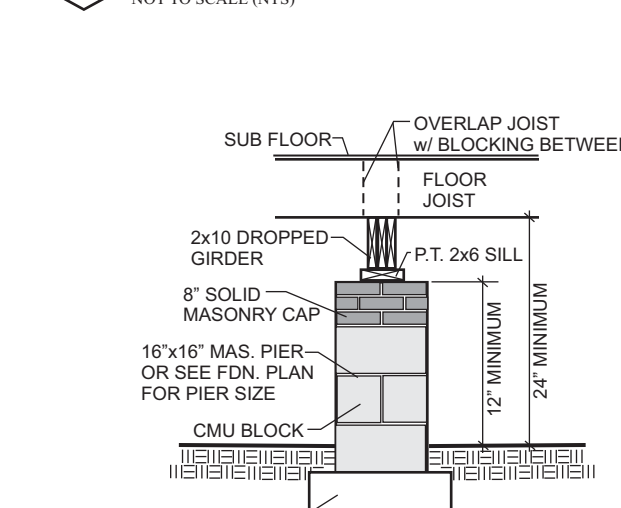 NOT TO SCALE (NTS)
SUB FLOOR
OVERLAP JOIST
w/ BLOCKING BETWEEN
FLOOR
JOIST
2x10 DROPPED
GIRDER
P.T. 2x6 SILL
8” SOLID
MASONRY CAP
16”x16” MAS. PIER
OR SEE FDN. PLAN
FOR PIER SIZE
CMU BLOCK
12” MINIMUM
24” MINIMUM